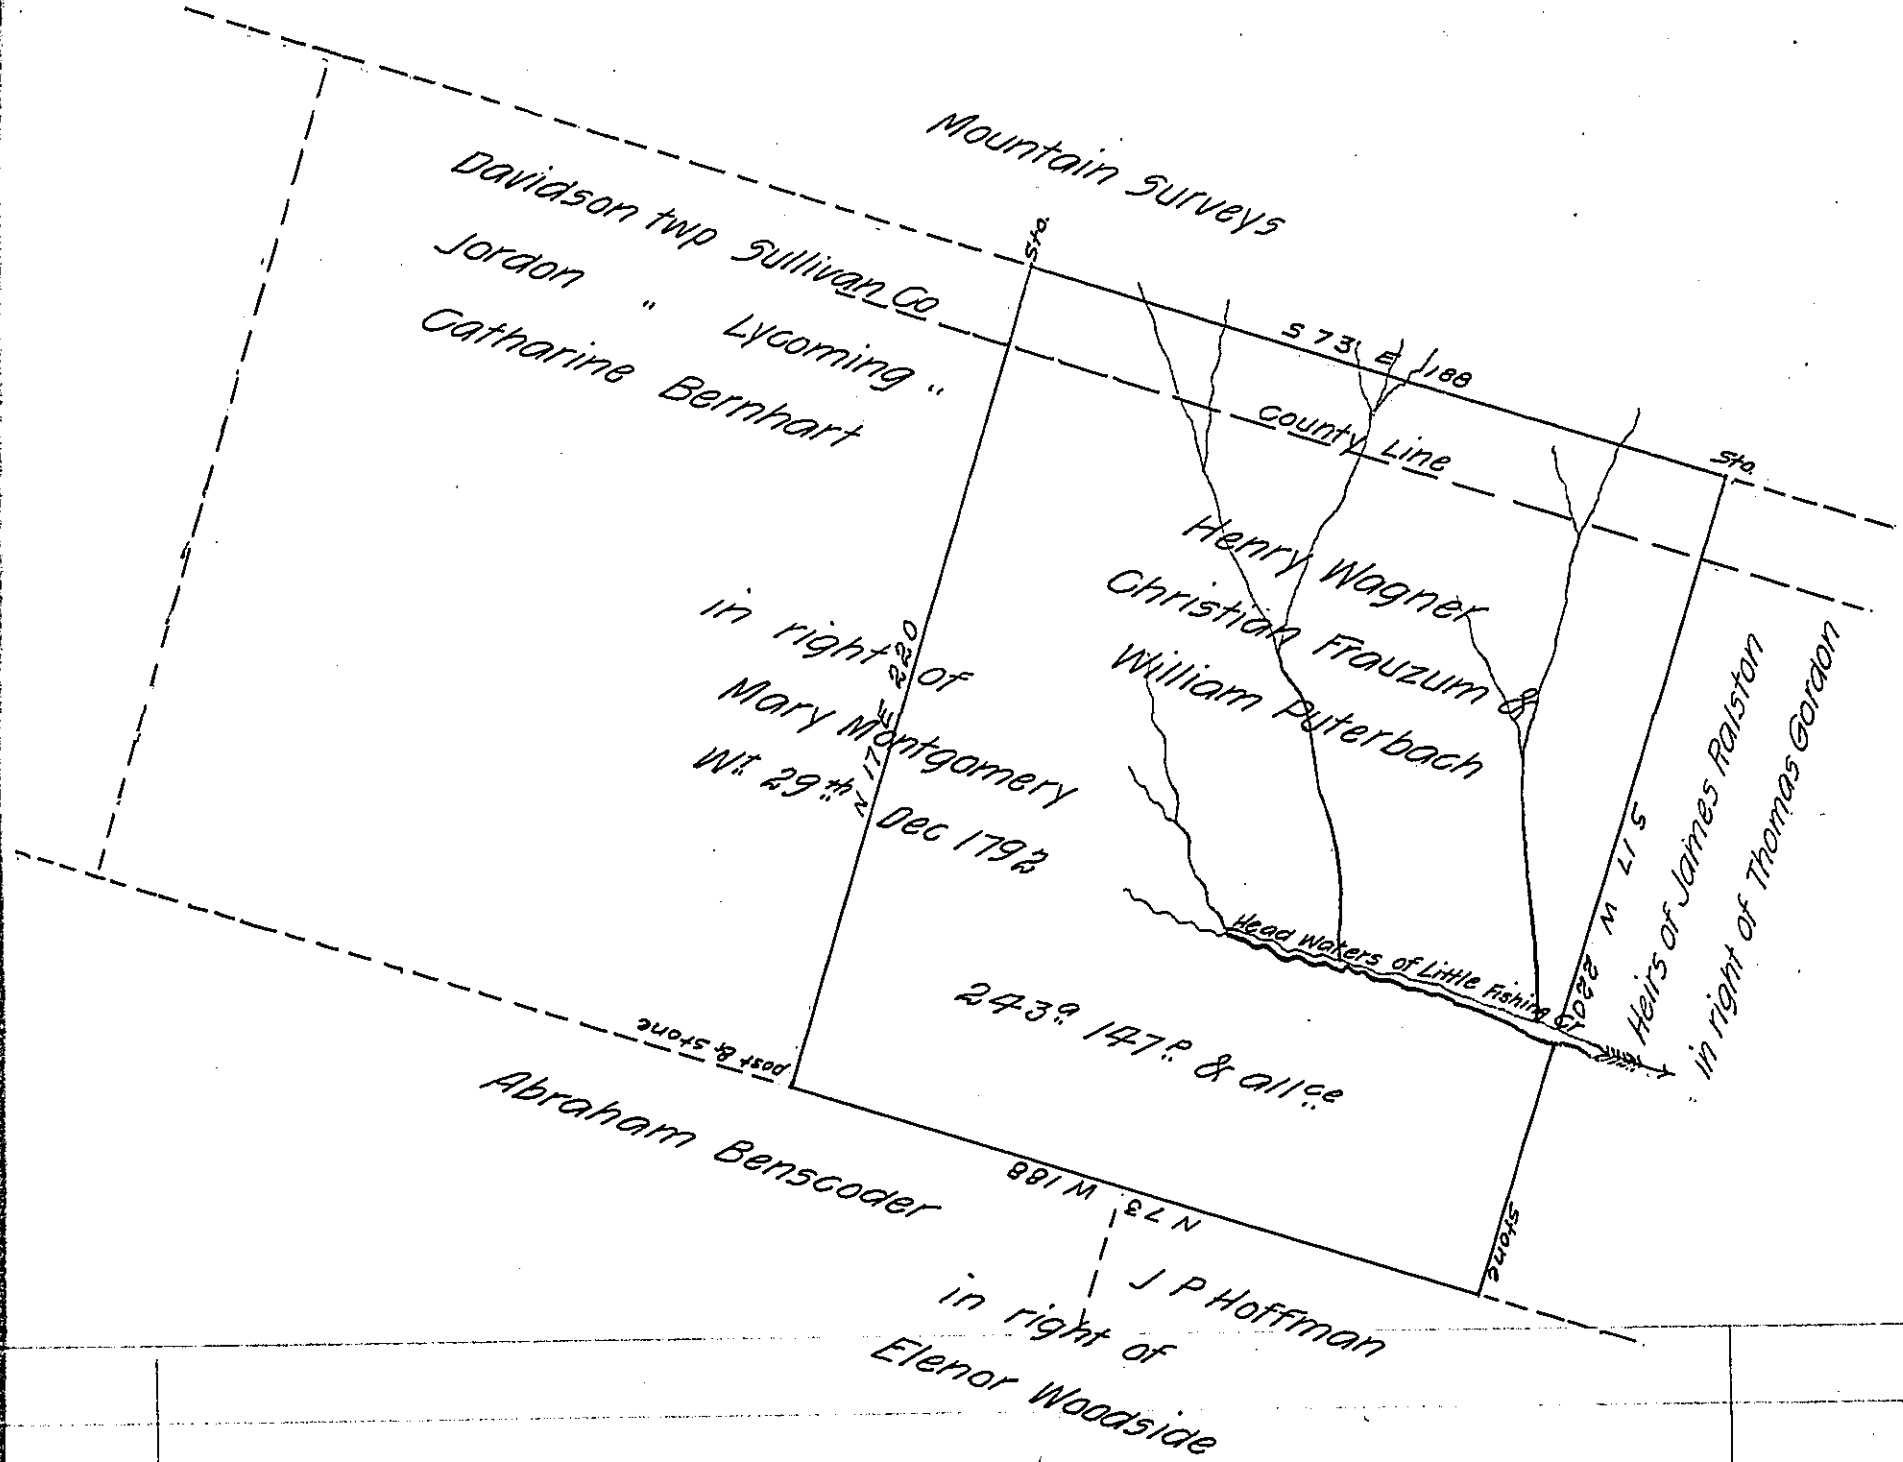 Mountain Surveys
Davidson twp Sullivan Co
Jordon " Lycoming "
Catharine Bernhart
Sto.
S 73 E 188
County Line
Sto.
Henry Wagner
Christian Frauzum &
William Puterbach
in right of
Mary Montgomery
Wt 29th Dec 1792
N 17 E 220
S 17 W 220
Heirs of James Ralston
in right of Thomas Gordon
Head Waters of Little Fishing Cr
243a 147p & allce
post & stone
Abraham Benscoder
N 73 W 188
Stone
J P Hoffman
in right of
Elenor Woodside